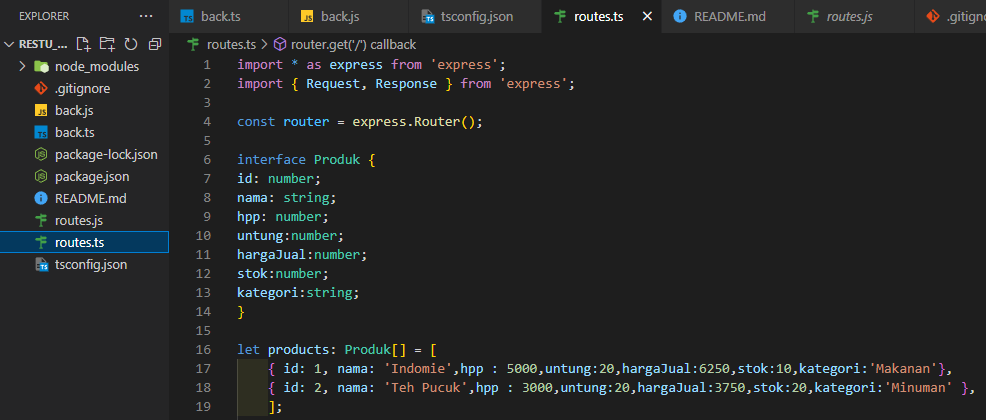 EXPLORER ···
back.ts back.js tsconfig.json routes.ts README.md routes.js .gitigno
RESTU_...
node_modules
.gitignore
back.js
back.ts
package-lock.json
package.json
README.md
routes.js
routes.ts
tsconfig.json
routes.ts > router.get('/') callback
1 import * as express from 'express';
2 import { Request, Response } from 'express';
3
4 const router = express.Router();
5
6 interface Produk {
7 id: number;
8 nama: string;
9 hpp: number;
10 untung:number;
11 hargaJual:number;
12 stok:number;
13 kategori:string;
14 }
15
16 let products: Produk[] = [
17 { id: 1, nama: 'Indomie',hpp : 5000,untung:20,hargaJual:6250,stok:10,kategori:'Makanan'},
18 { id: 2, nama: 'Teh Pucuk',hpp : 3000,untung:20,hargaJual:3750,stok:20,kategori:'Minuman' },
19 ];